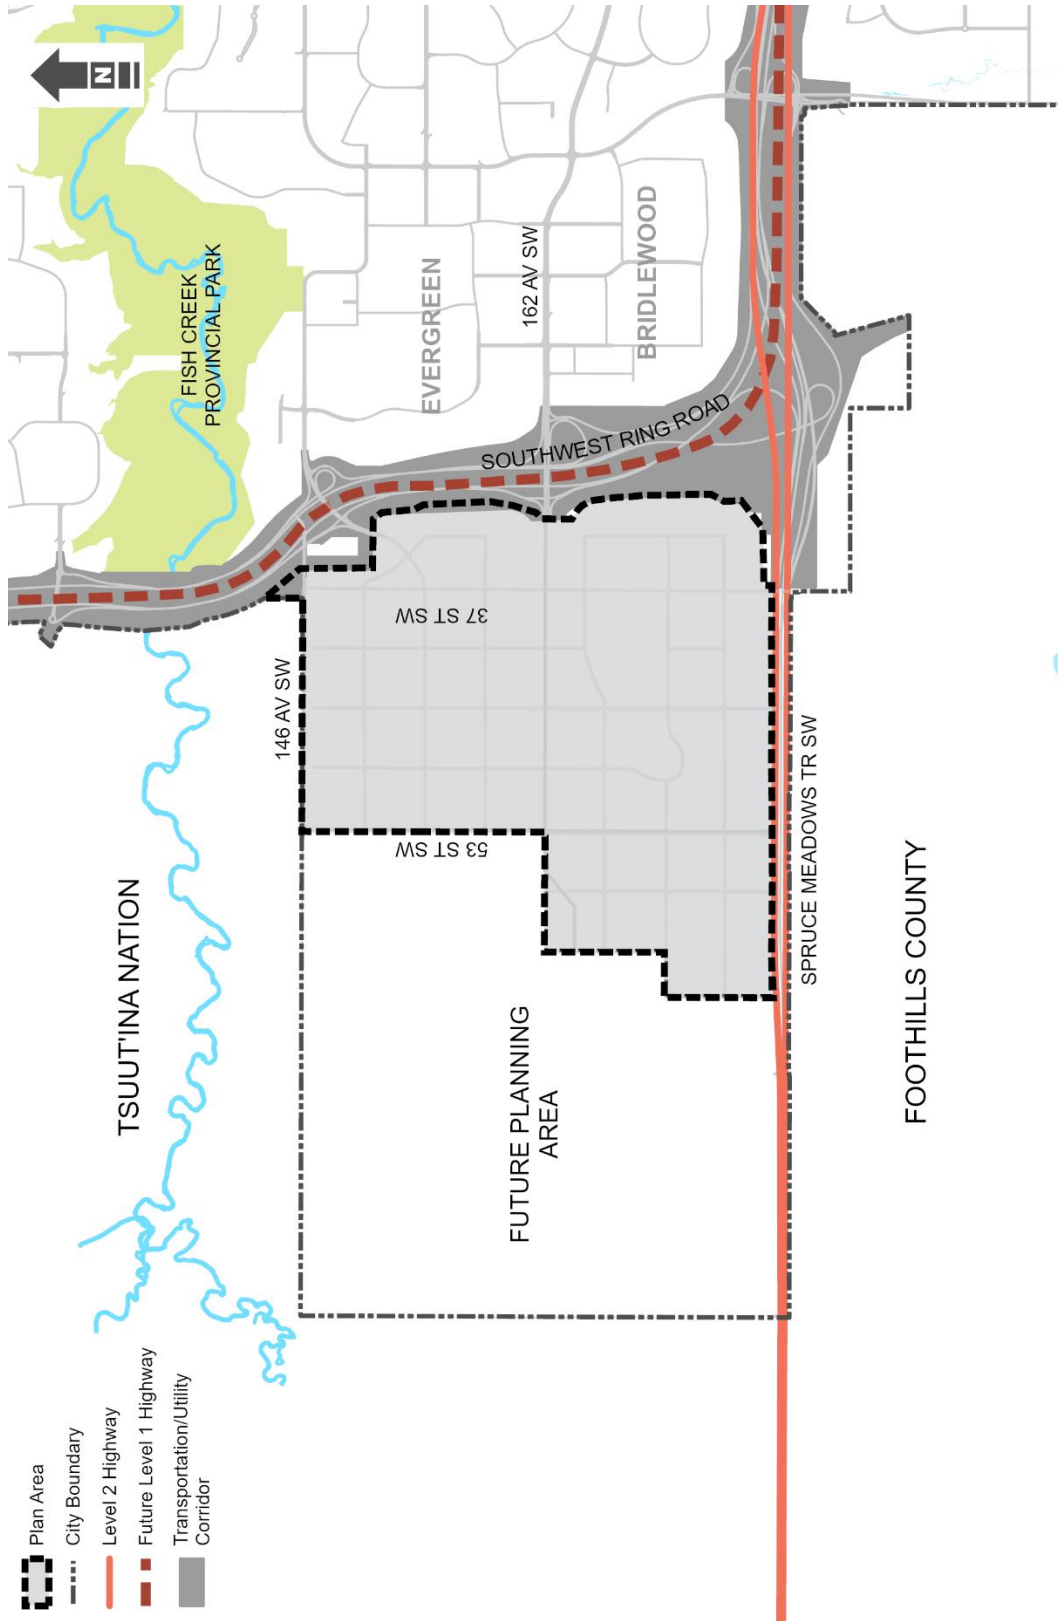 Plan Area
City Boundary
Level 2 Highway
Future Level 1 Highway
Transportation/Utility
Corridor
N
TSUUT'INA NATION
146 AV SW
FISH CREEK
PROVINCIAL PARK
37 ST SW
53 ST SW
EVERGREEN
162 AV SW
BRIDLEWOOD
SOUTHWEST RING ROAD
FUTURE PLANNING
AREA
SPRUCE MEADOWS TR SW
FOOTHILLS COUNTY